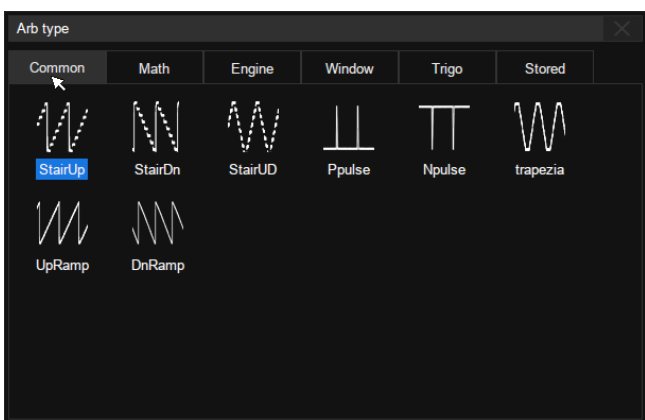 Arb type
Common Math Engine Window Trigo Stored
StairUp StairDn StairUD Ppulse Npulse trapezia
UpRamp DnRamp